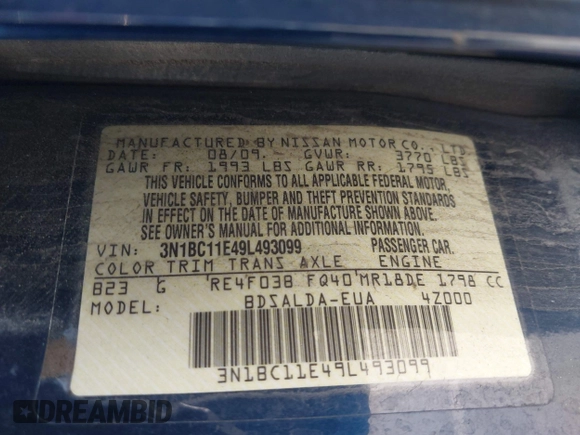 MANUFACTURED BY NISSAN MOTOR CO., LTD.
DATE: 08/09. GVWR: 3770 LBS
GAWR FR: 1993 LBS GAWR RR: 1795 LBS
THIS VEHICLE CONFORMS TO ALL APPLICABLE FEDERAL MOTOR
VEHICLE SAFETY, BUMPER AND THEFT PREVENTION STANDARDS
IN EFFECT ON THE DATE OF MANUFACTURE SHOWN ABOVE.
SEE OWNER'S MANUAL FOR ADDITIONAL INFORMATION.
VIN: 3N1BC11E49L493099 PASSENGER CAR.
COLOR TRIM TRANS AXLE ENGINE
B23 G RE4F03B FQ40 MR18DE 1798 CC
MODEL: BDSALDA-EUA 4Z000
3N1BC11E49L493099
DREAMBID